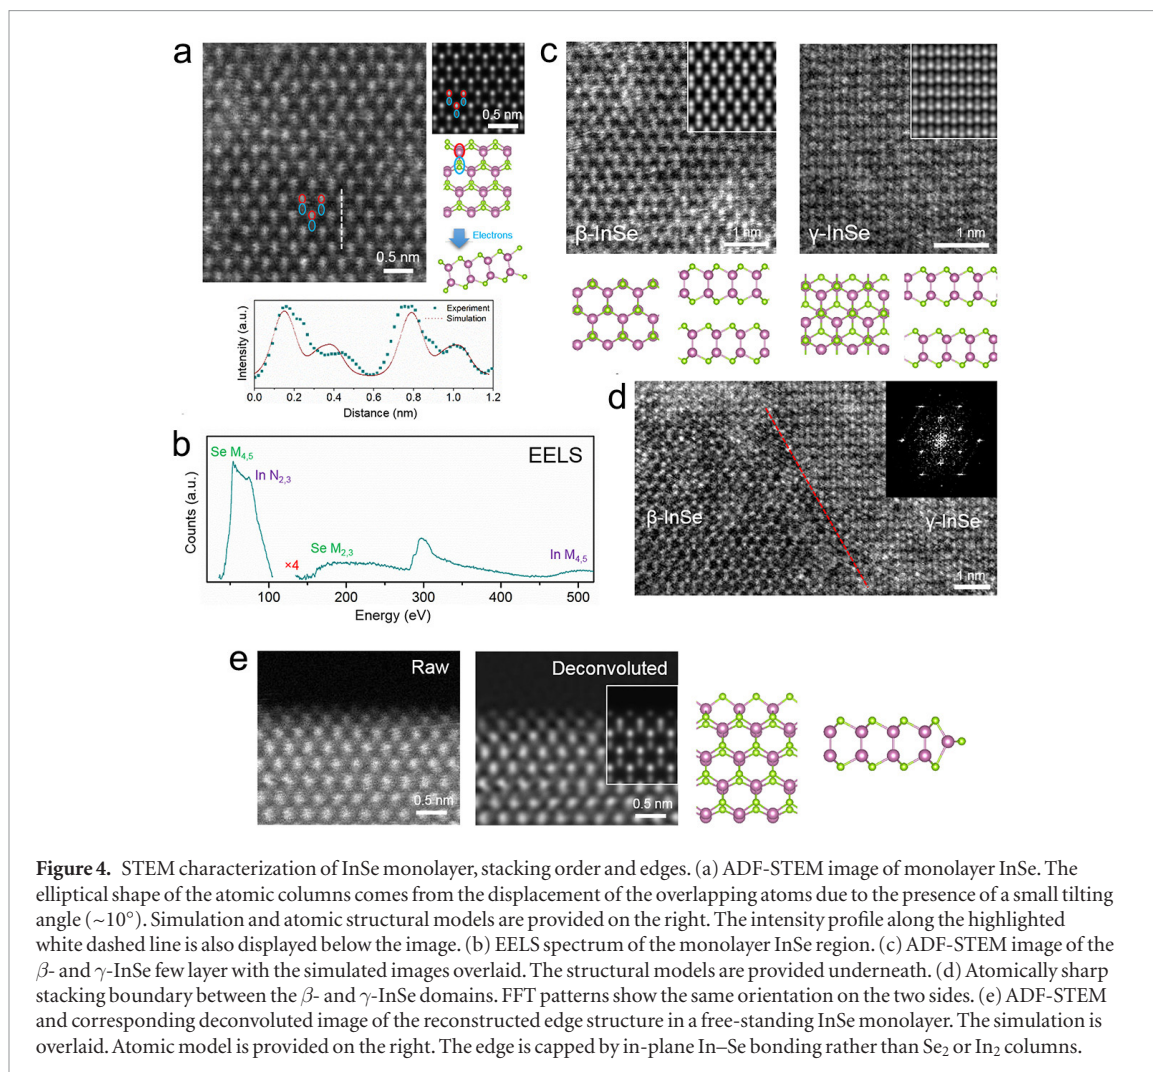 a
0.5 nm
0.5 nm
Electrons
Intensity (a.u.)
Experiment
Simulation
0.0 0.2 0.4 0.6 0.8 1.0 1.2
Distance (nm)
b
EELS
Se M4,5
In N2,3
×4
Se M2,3
In M4,5
Counts (a.u.)
100 200 300 400 500
Energy (eV)
c
β-InSe
1 nm
γ-InSe
1 nm
d
β-InSe
γ-InSe
1 nm
e
Raw
0.5 nm
Deconvoluted
0.5 nm
Figure 4. STEM characterization of InSe monolayer, stacking order and edges. (a) ADF-STEM image of monolayer InSe. The
elliptical shape of the atomic columns comes from the displacement of the overlapping atoms due to the presence of a small tilting
angle (~10°). Simulation and atomic structural models are provided on the right. The intensity profile along the highlighted
white dashed line is also displayed below the image. (b) EELS spectrum of the monolayer InSe region. (c) ADF-STEM image of the
β- and γ-InSe few layer with the simulated images overlaid. The structural models are provided underneath. (d) Atomically sharp
stacking boundary between the β- and γ-InSe domains. FFT patterns show the same orientation on the two sides. (e) ADF-STEM
and corresponding deconvoluted image of the reconstructed edge structure in a free-standing InSe monolayer. The simulation is
overlaid. Atomic model is provided on the right. The edge is capped by in-plane In–Se bonding rather than Se2 or In2 columns.